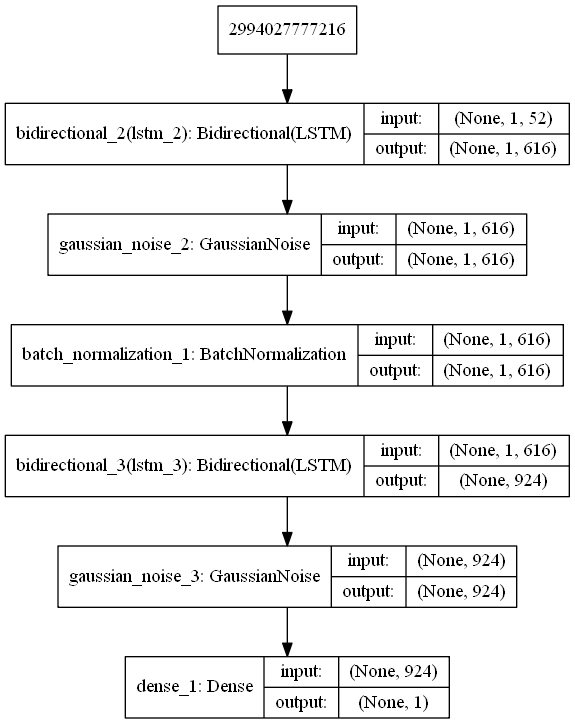 2994027777216
bidirectional_2(lstm_2): Bidirectional(LSTM)
input: (None, 1, 52)
output: (None, 1, 616)
gaussian_noise_2: GaussianNoise
input: (None, 1, 616)
output: (None, 1, 616)
batch_normalization_1: BatchNormalization
input: (None, 1, 616)
output: (None, 1, 616)
bidirectional_3(lstm_3): Bidirectional(LSTM)
input: (None, 1, 616)
output: (None, 924)
gaussian_noise_3: GaussianNoise
input: (None, 924)
output: (None, 924)
dense_1: Dense
input: (None, 924)
output: (None, 1)